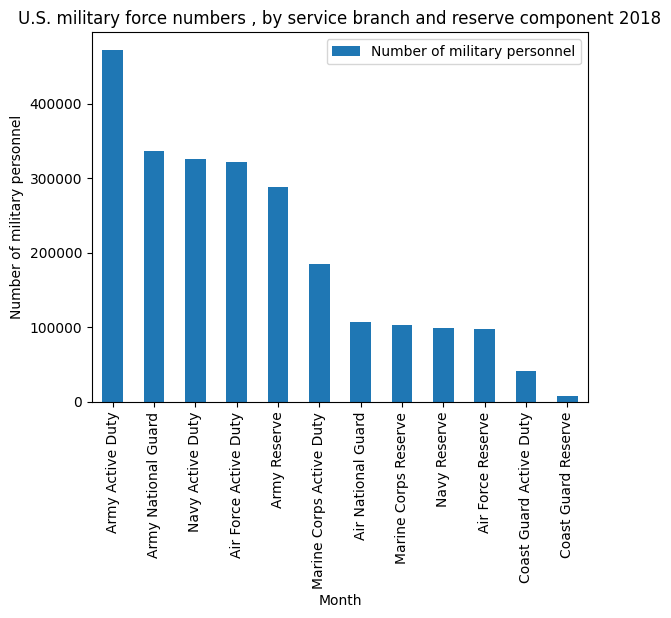 U.S. military force numbers , by service branch and reserve component 2018
Number of military personnel
Number of military personnel
400000
300000
200000
100000
0
Army Active Duty
Army National Guard
Navy Active Duty
Air Force Active Duty
Army Reserve
Marine Corps Active Duty
Air National Guard
Marine Corps Reserve
Navy Reserve
Air Force Reserve
Coast Guard Active Duty
Coast Guard Reserve
Month